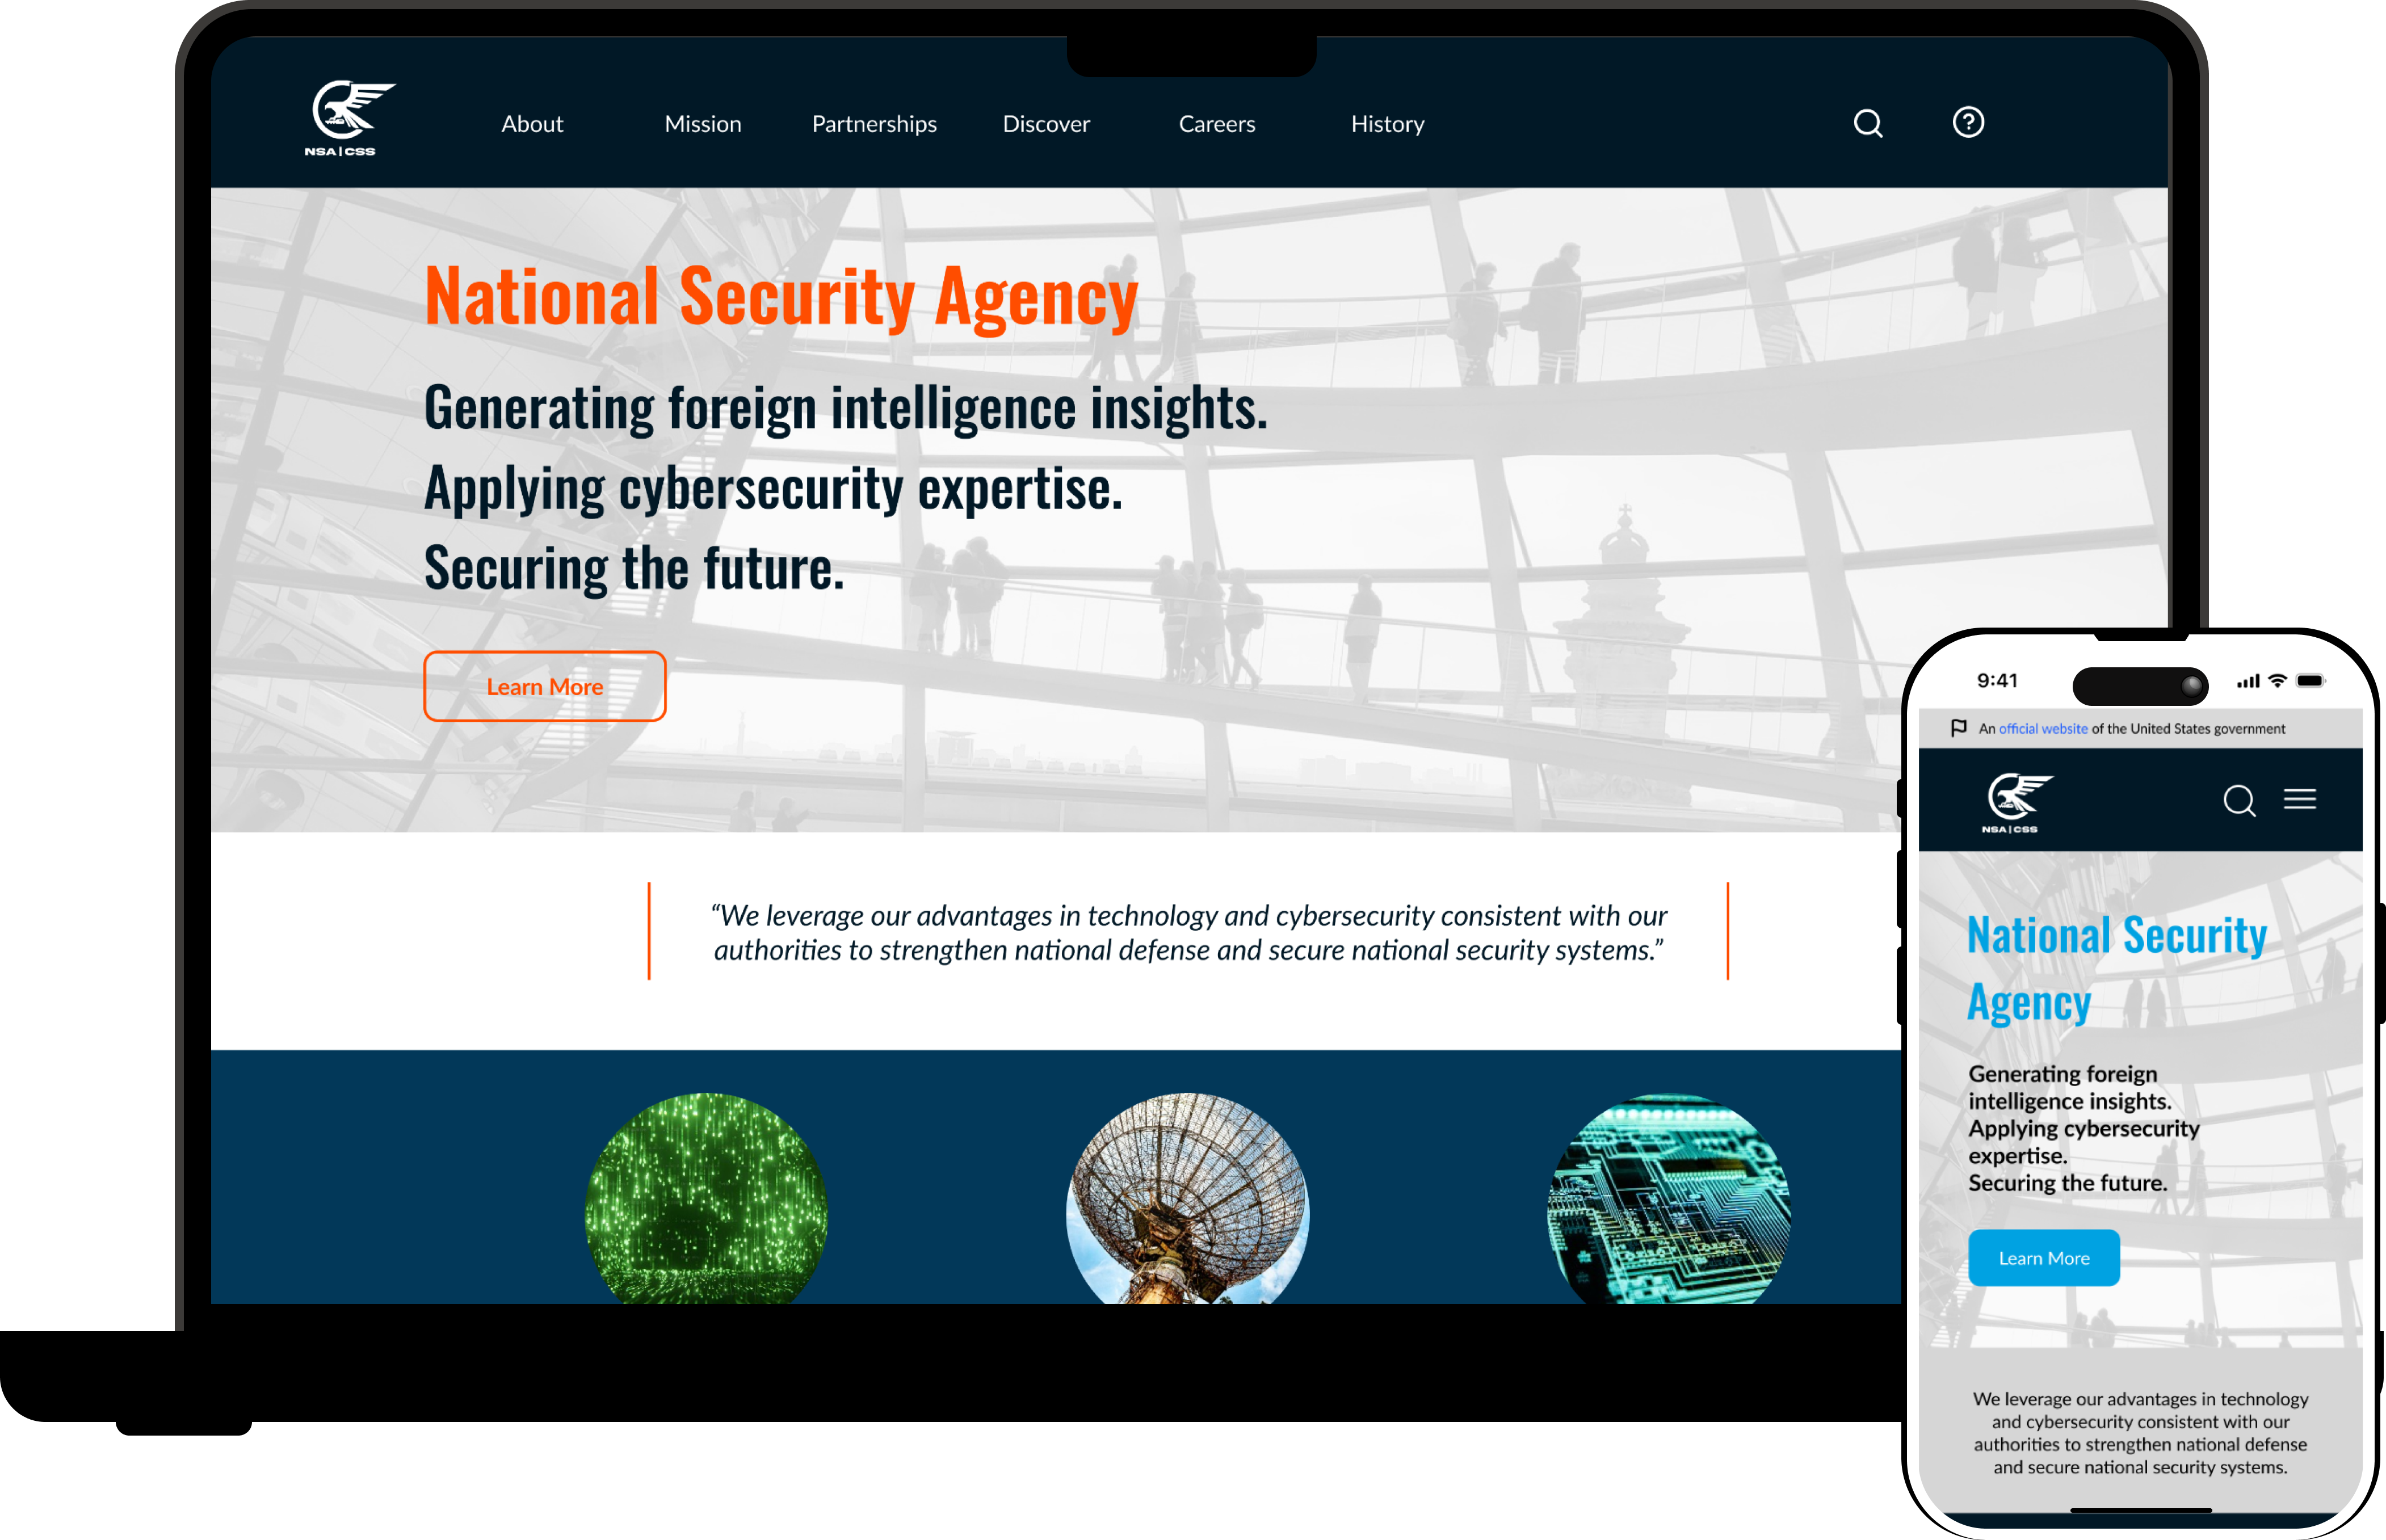 NSA|CSS
About
Mission
Partnerships
Discover
Careers
History
National Security Agency
Generating foreign intelligence insights.
Applying cybersecurity expertise.
Securing the future.
Learn More
“We leverage our advantages in technology and cybersecurity consistent with our
authorities to strengthen national defense and secure national security systems.”
9:41
An official website of the United States government
NSA|CSS
National Security
Agency
Generating foreign
intelligence insights.
Applying cybersecurity
expertise.
Securing the future.
Learn More
We leverage our advantages in technology
and cybersecurity consistent with our
authorities to strengthen national defense
and secure national security systems.